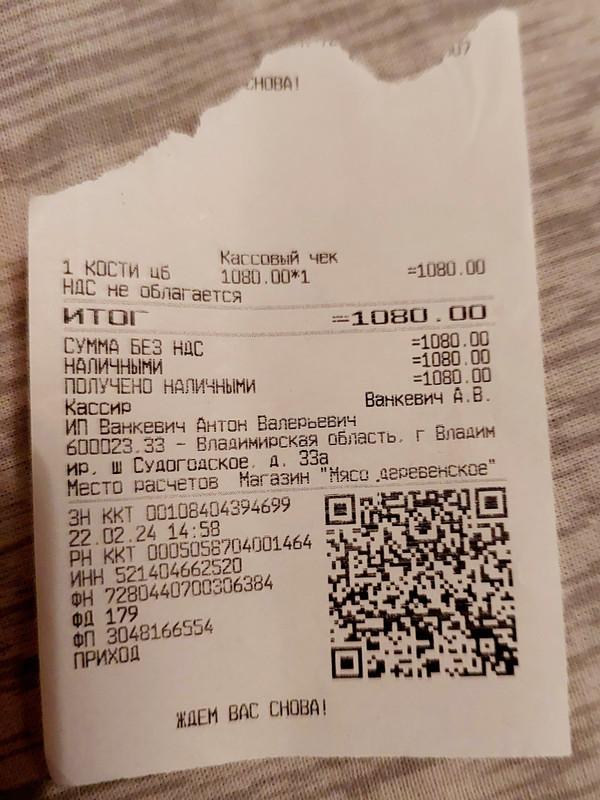 СНОВА!
Кассовый чек
1 КОСТИ ЦБ 1080.00*1 =1080.00
НДС не облагается
ИТОГ =1080.00
СУММА БЕЗ НДС =1080.00
НАЛИЧНЫМИ =1080.00
ПОЛУЧЕНО НАЛИЧНЫМИ =1080.00
Кассир Ванкевич А.В.
ИП Ванкевич Антон Валерьевич
600023.33 - Владимирская область, г Владим
ир, ш Судогодское, д. 33а
Место расчетов Магазин "Мясо деревенское"
ЗН ККТ 00108404394699
22.02.24 14:58
РН ККТ 0005058704001464
ИНН 521404662520
ФН 7280440700306384
ФД 179
ФП 3048166554
ПРИХОД
ЖДЕМ ВАС СНОВА!